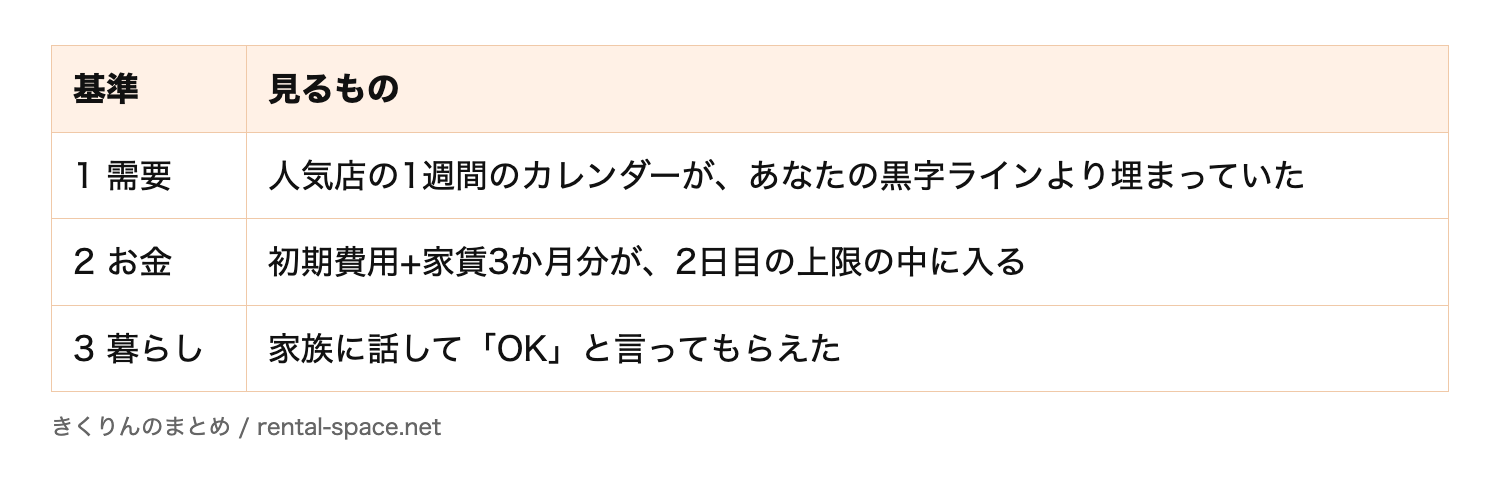 基準 見るもの
1 需要 人気店の1週間のカレンダーが、あなたの黒字ラインより埋まっていた
2 お金 初期費用+家賃3か月分が、2日目の上限の中に入る
3 暮らし 家族に話して「OK」と言ってもらえた
きくりんのまとめ / rental-space.net